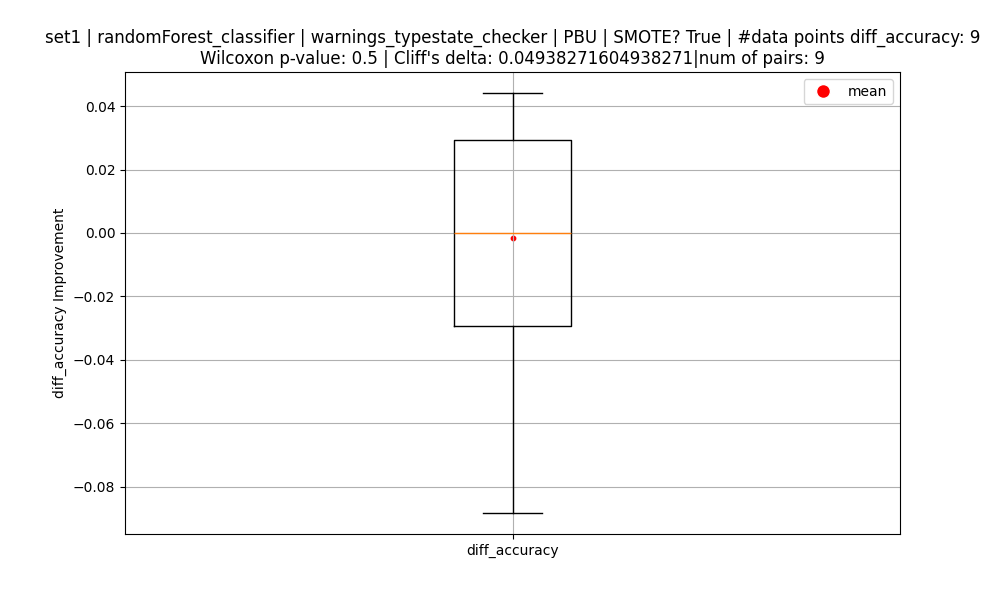 set1 | randomForest_classifier | warnings_typestate_checker | PBU | SMOTE? True | #data points diff_accuracy: 9
Wilcoxon p-value: 0.5 | Cliff's delta: 0.04938271604938271|num of pairs: 9
mean
0.04
0.02
0.00
−0.02
−0.04
−0.06
−0.08
diff_accuracy Improvement
diff_accuracy